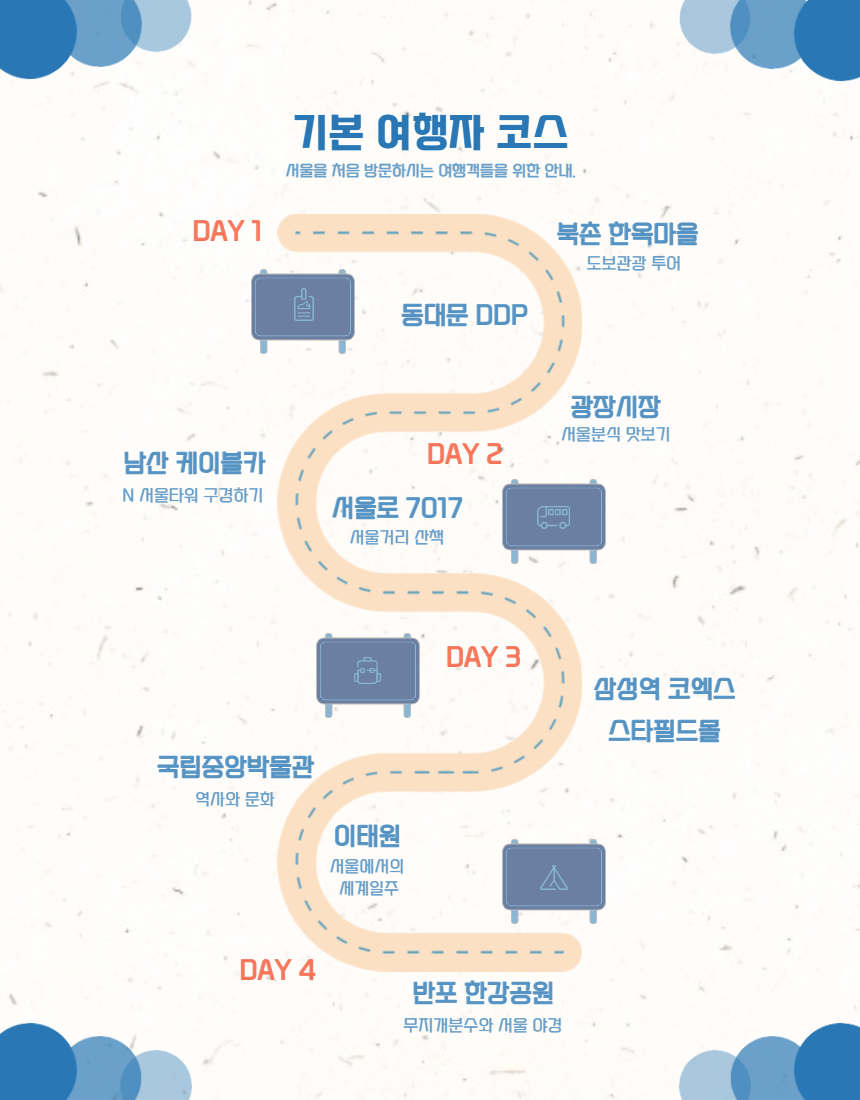 기본 여행자 코스
서울을 처음 방문하시는 여행객들을 위한 안내.
DAY 1
북촌 한옥마을
도보관광 투어
동대문 DDP
광장시장
서울분식 맛보기
DAY 2
남산 케이블카
N 서울타워 구경하기
서울로 7017
서울거리 산책
DAY 3
삼성역 코엑스
스타필드몰
국립중앙박물관
역사와 문화
이태원
서울에서의
세계일주
DAY 4
반포 한강공원
무지개분수와 서울 야경